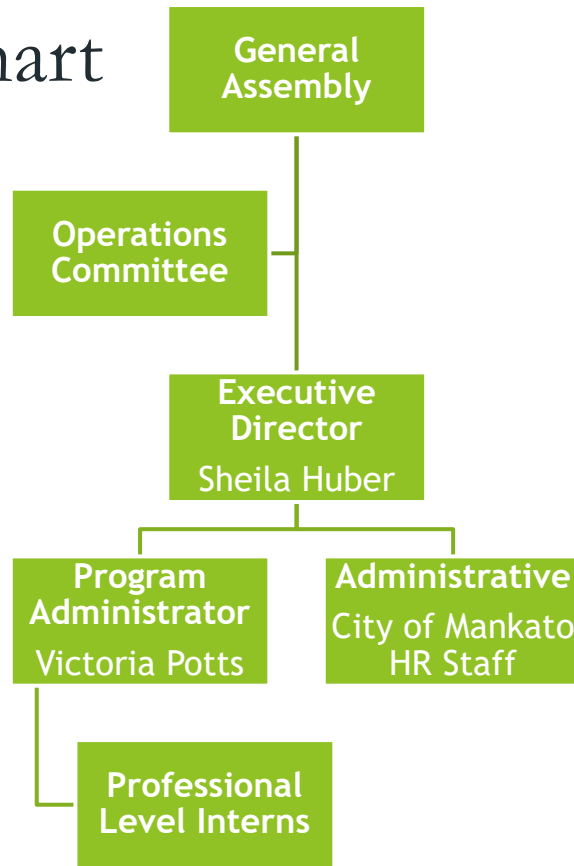 General
Assembly
Operations
Committee
Executive
Director
Sheila Huber
Program
Administrator
Victoria Potts
Administrative
City of Mankato
HR Staff
Professional
Level Interns